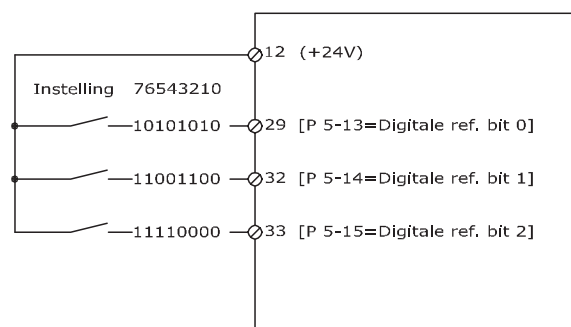 12 (+24V)
Instelling 76543210
10101010 29 [P 5-13=Digitale ref. bit 0]
11001100 32 [P 5-14=Digitale ref. bit 1]
11110000 33 [P 5-15=Digitale ref. bit 2]